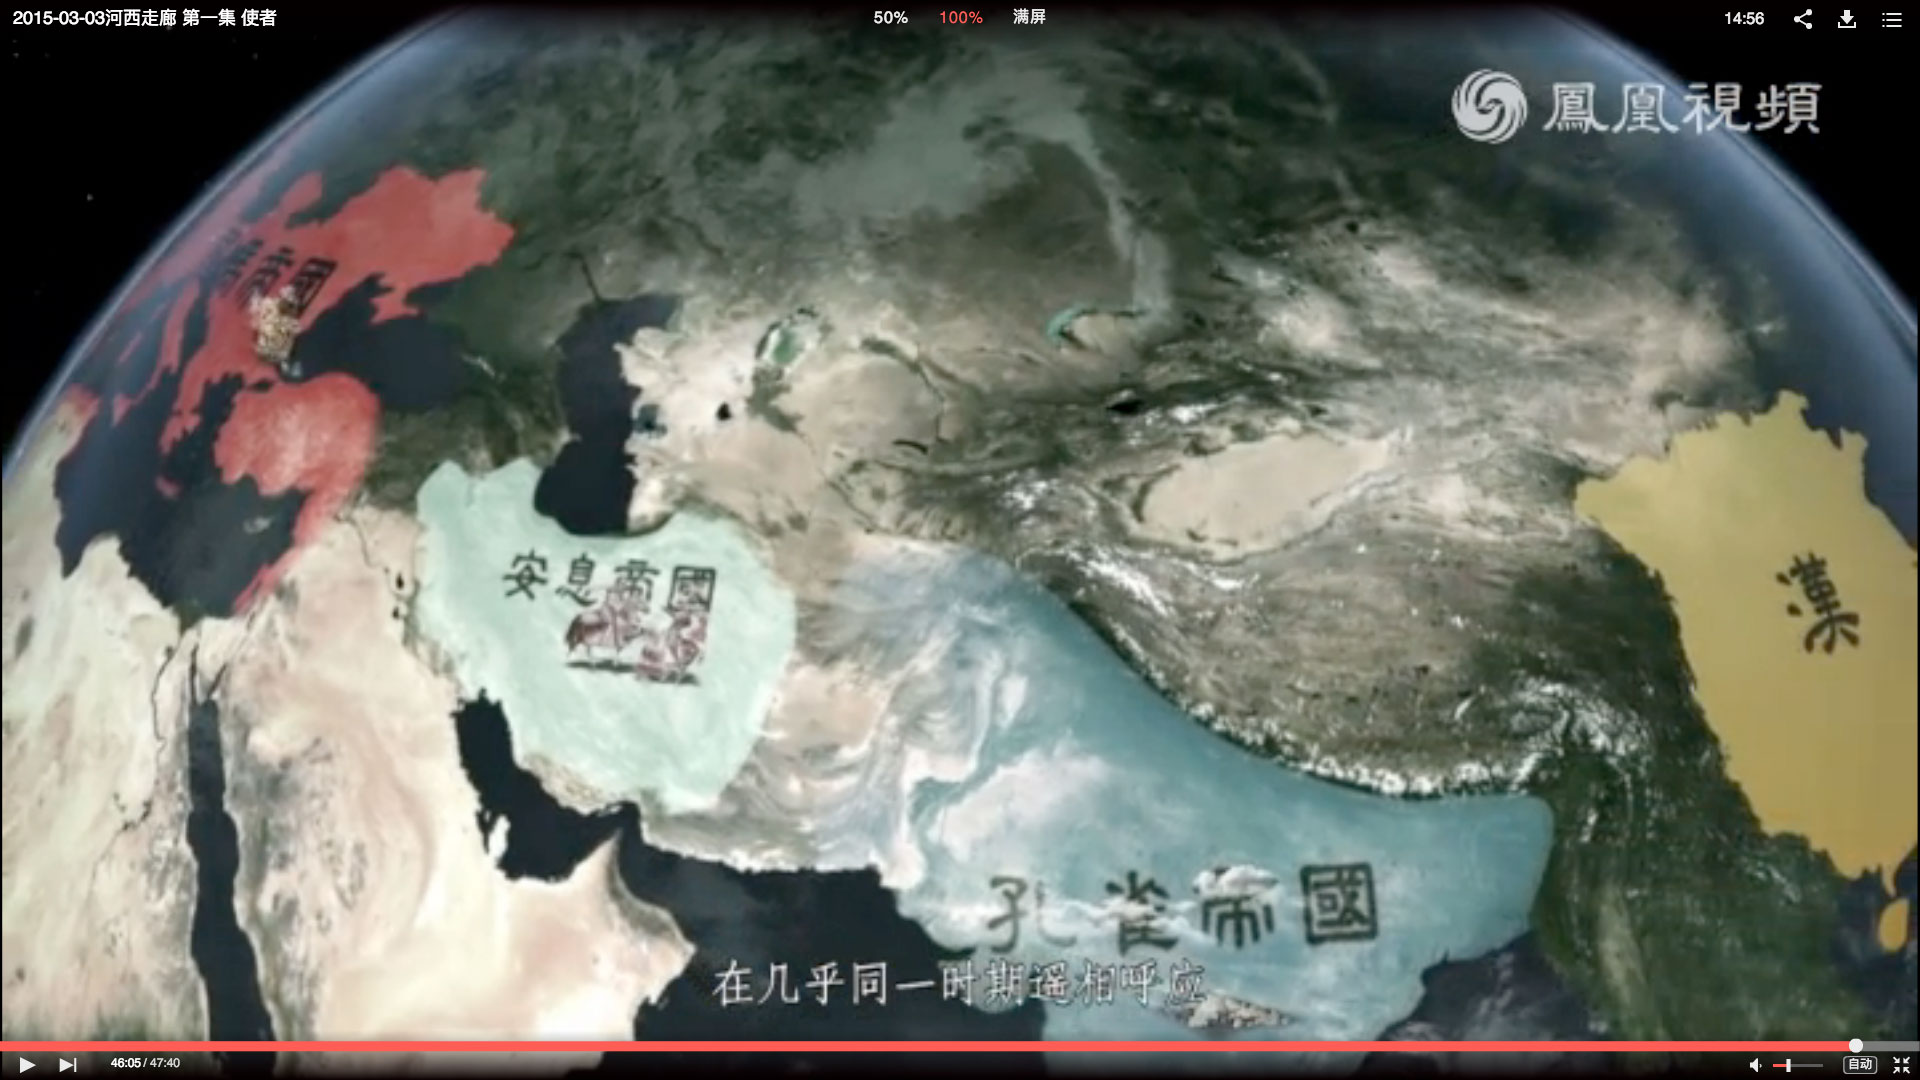 2015-03-03河西走廊 第一集 使者
50% 100% 满屏
14:56
鳳凰視頻
帝國
安息帝國
漢
孔雀帝國
在几乎同一时期遥相呼应
46:05 / 47:40
自动